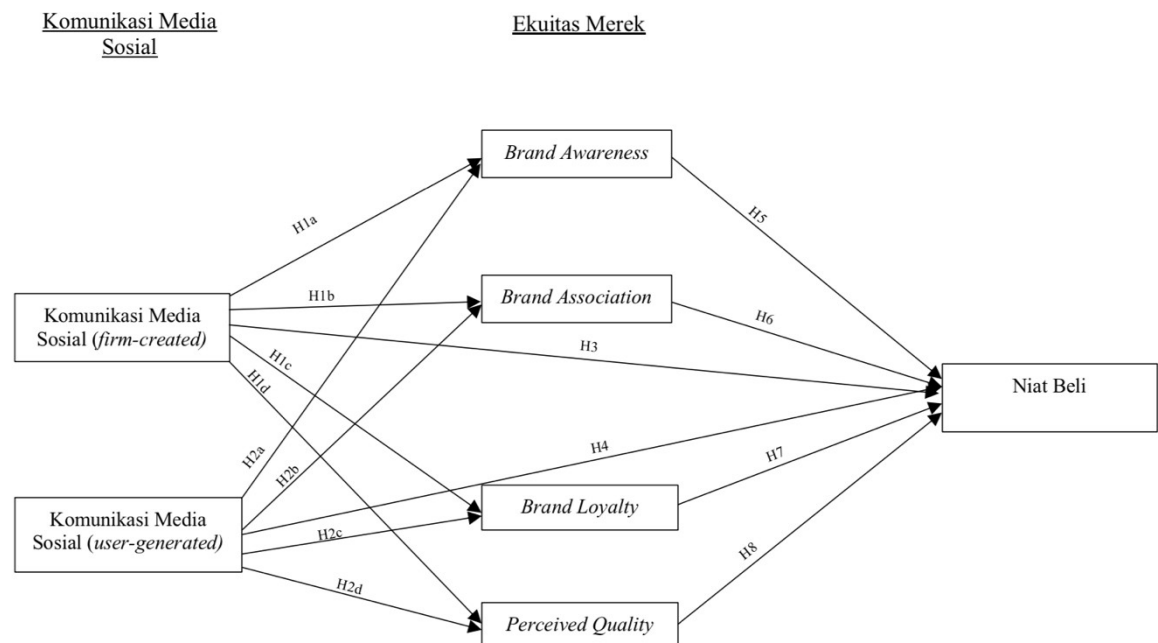 Komunikasi Media
Sosial
Ekuitas Merek
Brand Awareness
H1a
H5
Brand Association
H1b
H6
Komunikasi Media
Sosial (firm-created)
H3
H1c
H1d
Niat Beli
H2a
H2b
H4
H7
Brand Loyalty
Komunikasi Media
Sosial (user-generated)
H2c
H8
H2d
Perceived Quality